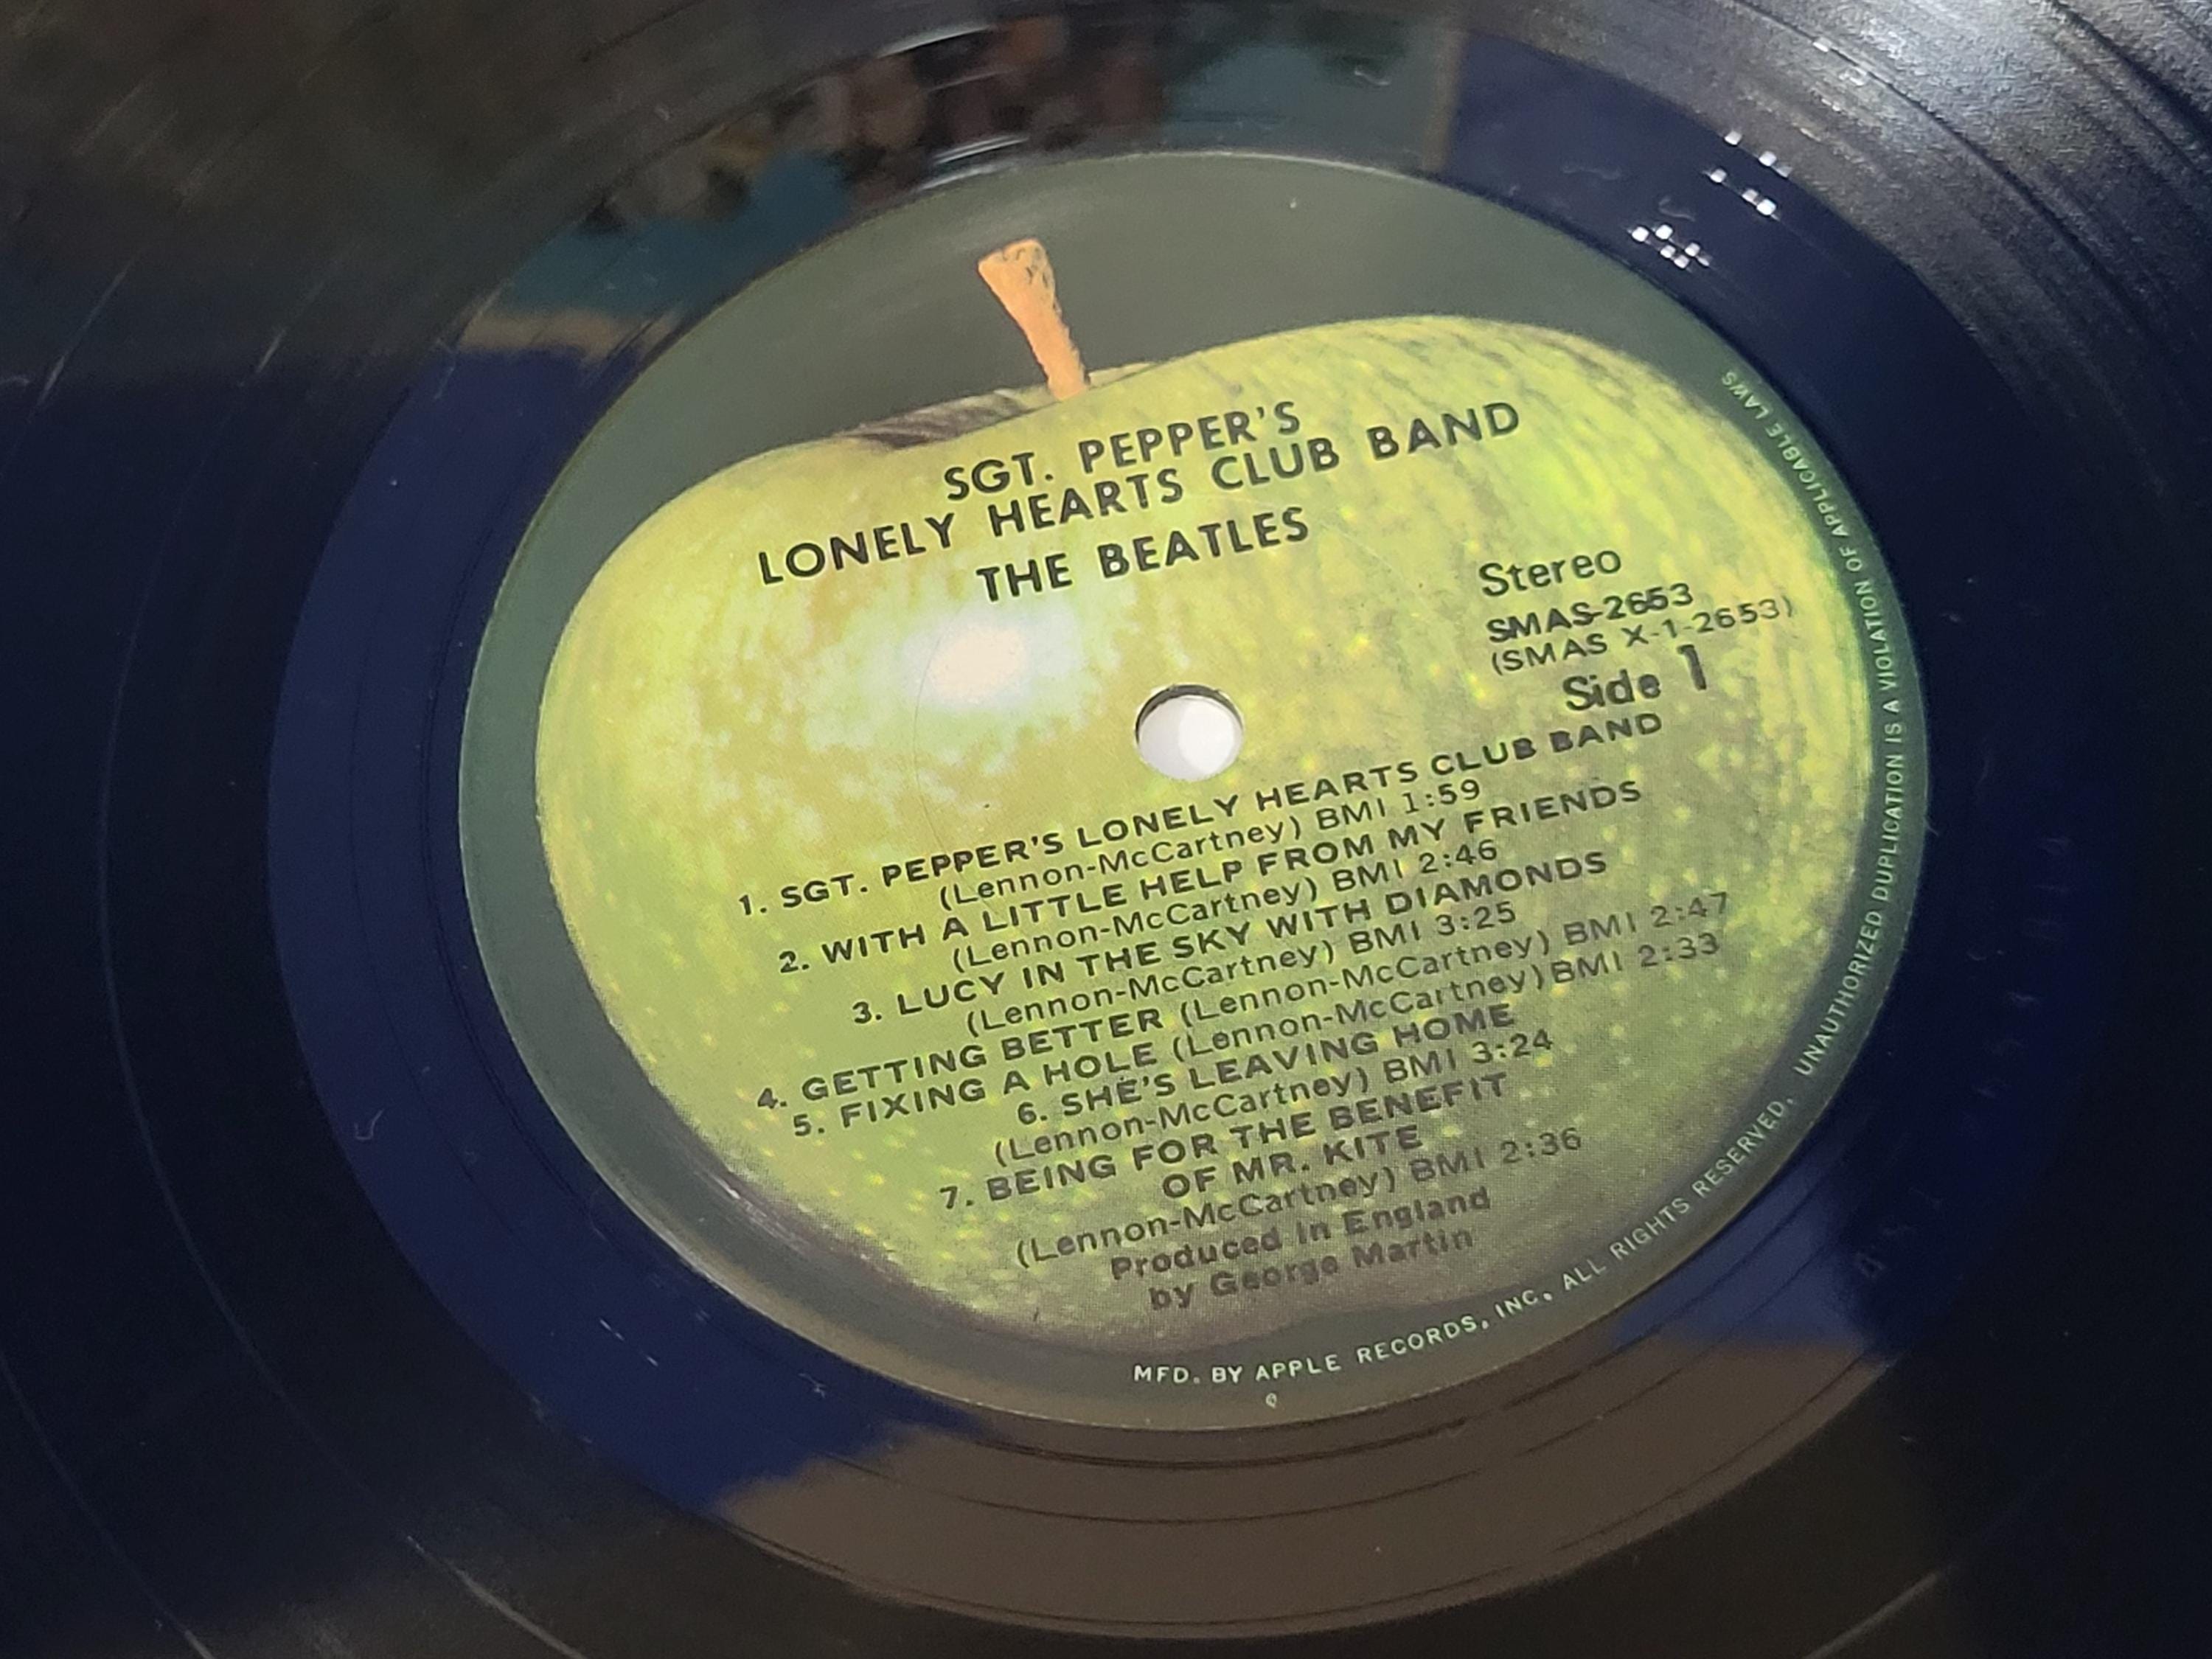 SGT. PEPPER'S
LONELY HEARTS CLUB BAND
THE BEATLES
Stereo
SMAS-2653
(SMAS X-1-2653)
Side 1
1. SGT. PEPPER'S LONELY HEARTS CLUB BAND
(Lennon-McCartney) BMI 1:59
2. WITH A LITTLE HELP FROM MY FRIENDS
(Lennon-McCartney) BMI 2:46
3. LUCY IN THE SKY WITH DIAMONDS
(Lennon-McCartney) BMI 3:25
4. GETTING BETTER (Lennon-McCartney) BMI 2:47
5. FIXING A HOLE (Lennon-McCartney) BMI 2:33
6. SHE'S LEAVING HOME
(Lennon-McCartney) BMI 3:24
7. BEING FOR THE BENEFIT
OF MR. KITE
(Lennon-McCartney) BMI 2:36
Produced in England
by George Martin
MFD. BY APPLE RECORDS, INC. ALL RIGHTS RESERVED. UNAUTHORIZED DUPLICATION IS A VIOLATION OF APPLICABLE LAWS